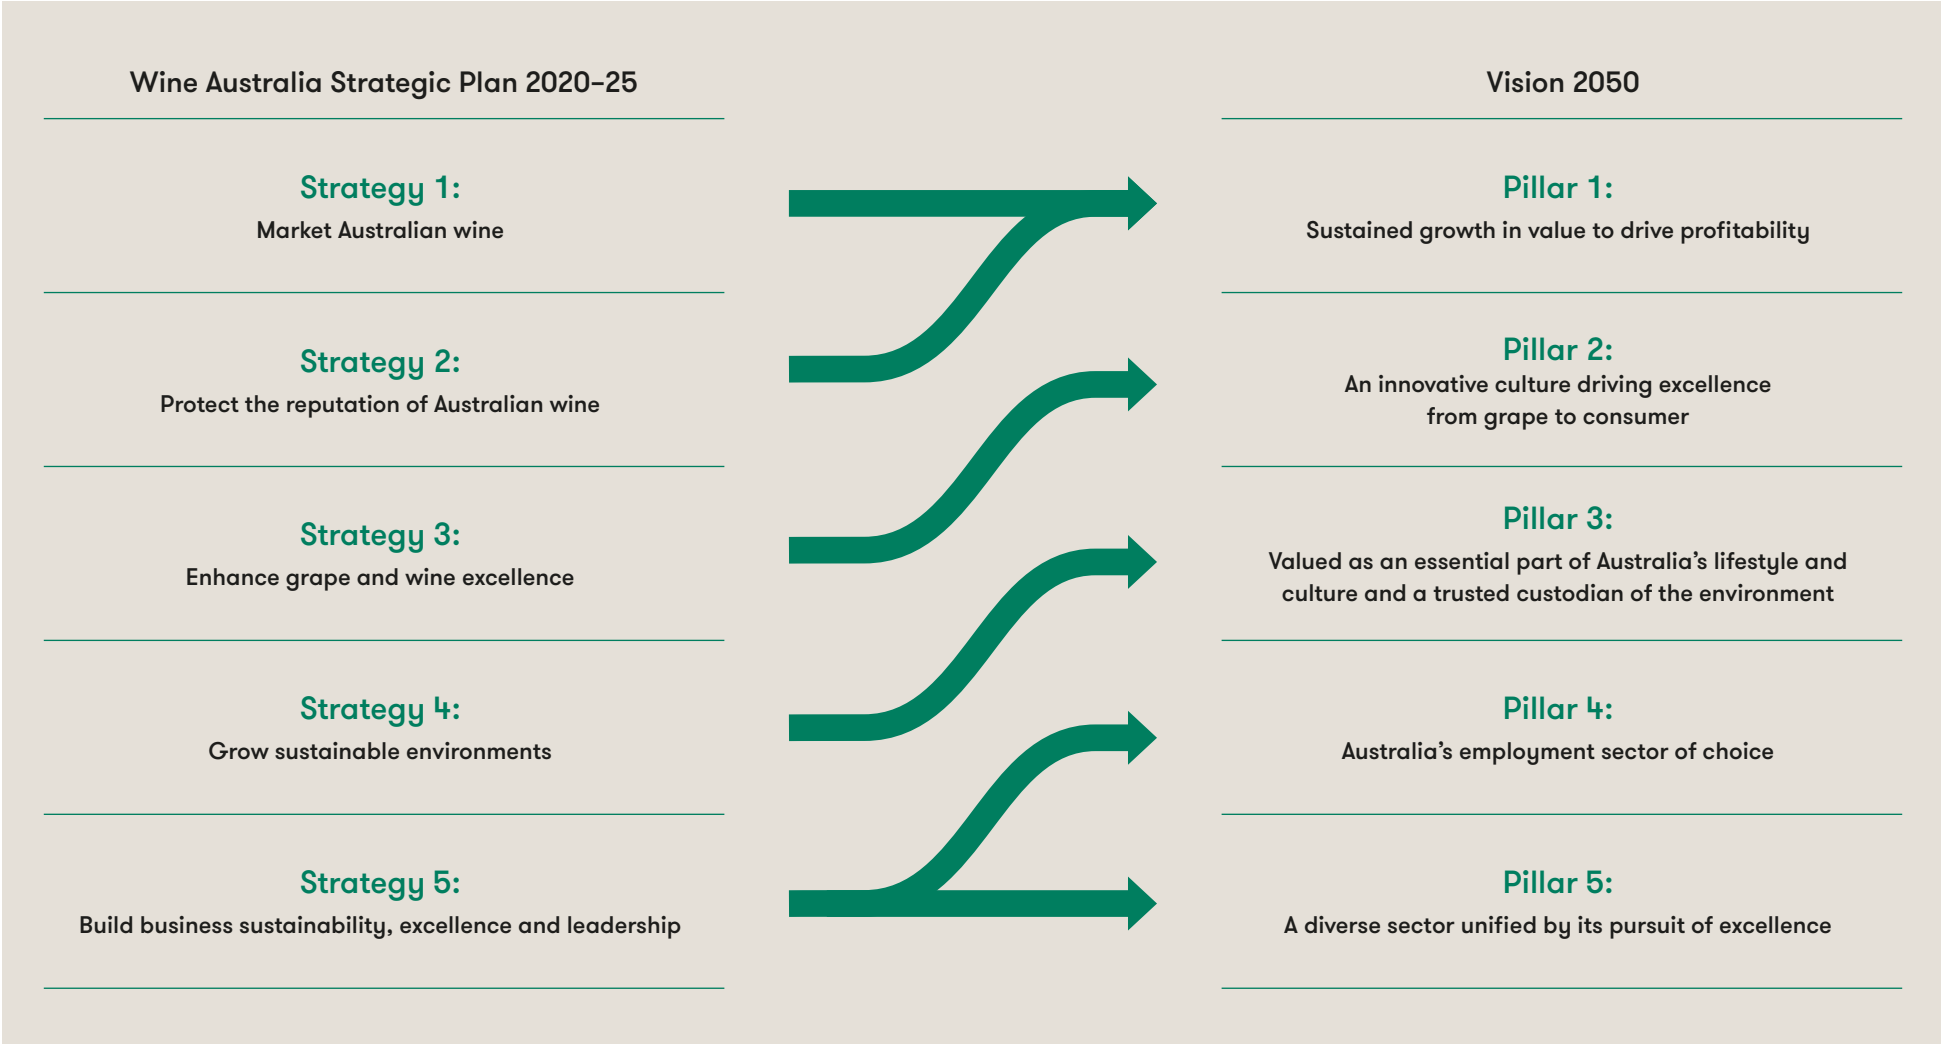 Wine Australia Strategic Plan 2020–25
Vision 2050
Strategy 1:
Market Australian wine
Pillar 1:
Sustained growth in value to drive profitability
Strategy 2:
Protect the reputation of Australian wine
Pillar 2:
An innovative culture driving excellence
from grape to consumer
Strategy 3:
Enhance grape and wine excellence
Pillar 3:
Valued as an essential part of Australia’s lifestyle and
culture and a trusted custodian of the environment
Strategy 4:
Grow sustainable environments
Pillar 4:
Australia’s employment sector of choice
Strategy 5:
Build business sustainability, excellence and leadership
Pillar 5:
A diverse sector unified by its pursuit of excellence